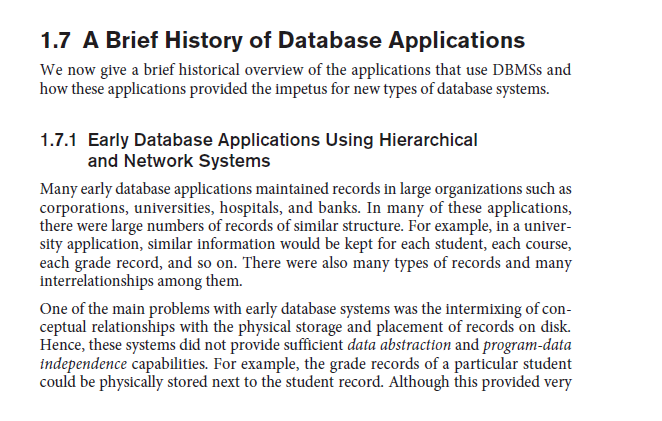 1.7 A Brief History of Database Applications
We now give a brief historical overview of the applications that use DBMSs and
how these applications provided the impetus for new types of database systems.
1.7.1 Early Database Applications Using Hierarchical
and Network Systems
Many early database applications maintained records in large organizations such as
corporations, universities, hospitals, and banks. In many of these applications,
there were large numbers of records of similar structure. For example, in a univer-
sity application, similar information would be kept for each student, each course,
each grade record, and so on. There were also many types of records and many
interrelationships among them.
One of the main problems with early database systems was the intermixing of con-
ceptual relationships with the physical storage and placement of records on disk.
Hence, these systems did not provide sufficient data abstraction and program-data
independence capabilities. For example, the grade records of a particular student
could be physically stored next to the student record. Although this provided very